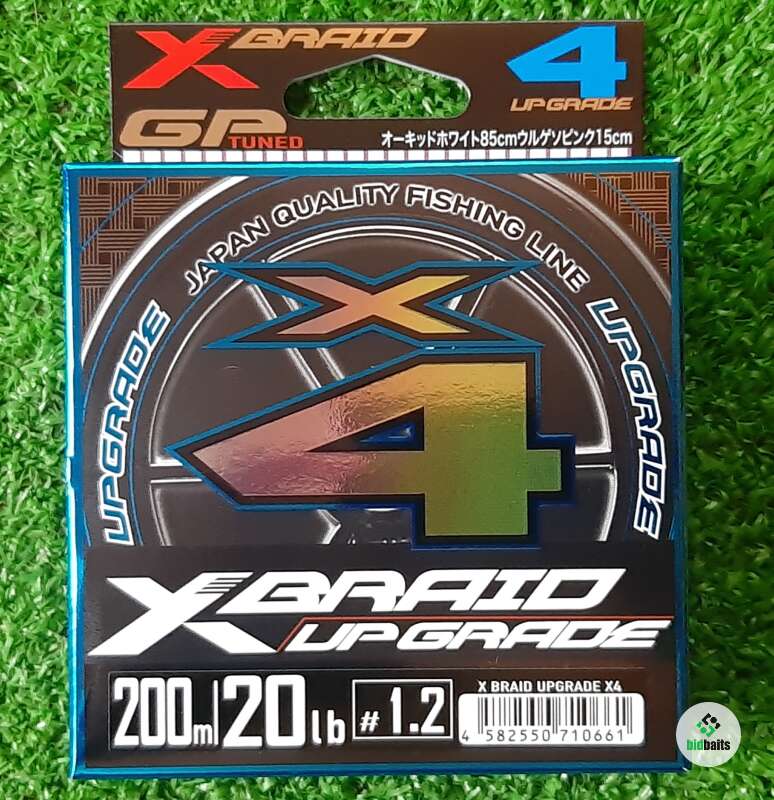 X BRAID
4
UPGRADE
GP
TUNED
オーキッドホワイト85cmウルゲソピンク15cm
JAPAN QUALITY FISHING LINE
UPGRADE
UPGRADE
X
4
X BRAID
UPGRADE
200m 20lb #1.2
X BRAID UPGRADE X4
4 582550 710661
bidbaits